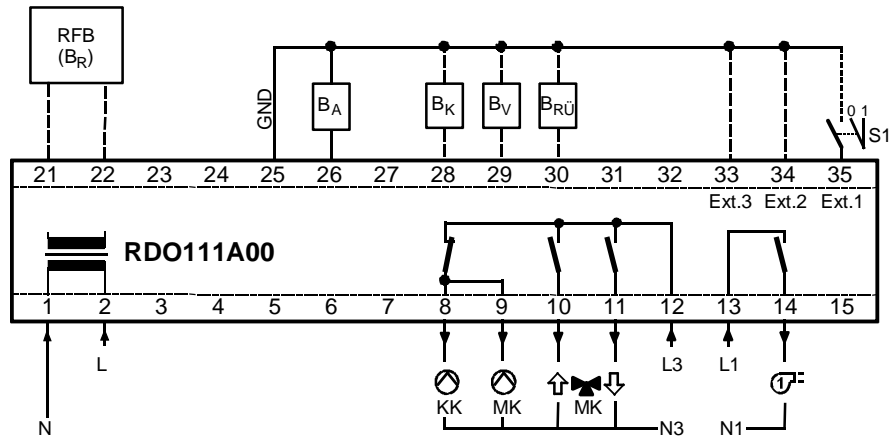 RFB
(BR)
GND
BA
BK
BV
BRÜ
0 1
S1
21 22 23 24 25 26 27 28 29 30 31 32 33 34 35
Ext.3 Ext.2 Ext.1
RDO111A00
1 2 3 4 5 6 7 8 9 10 11 12 13 14 15
L L3 L1
1
KK MK MK
N N3 N1